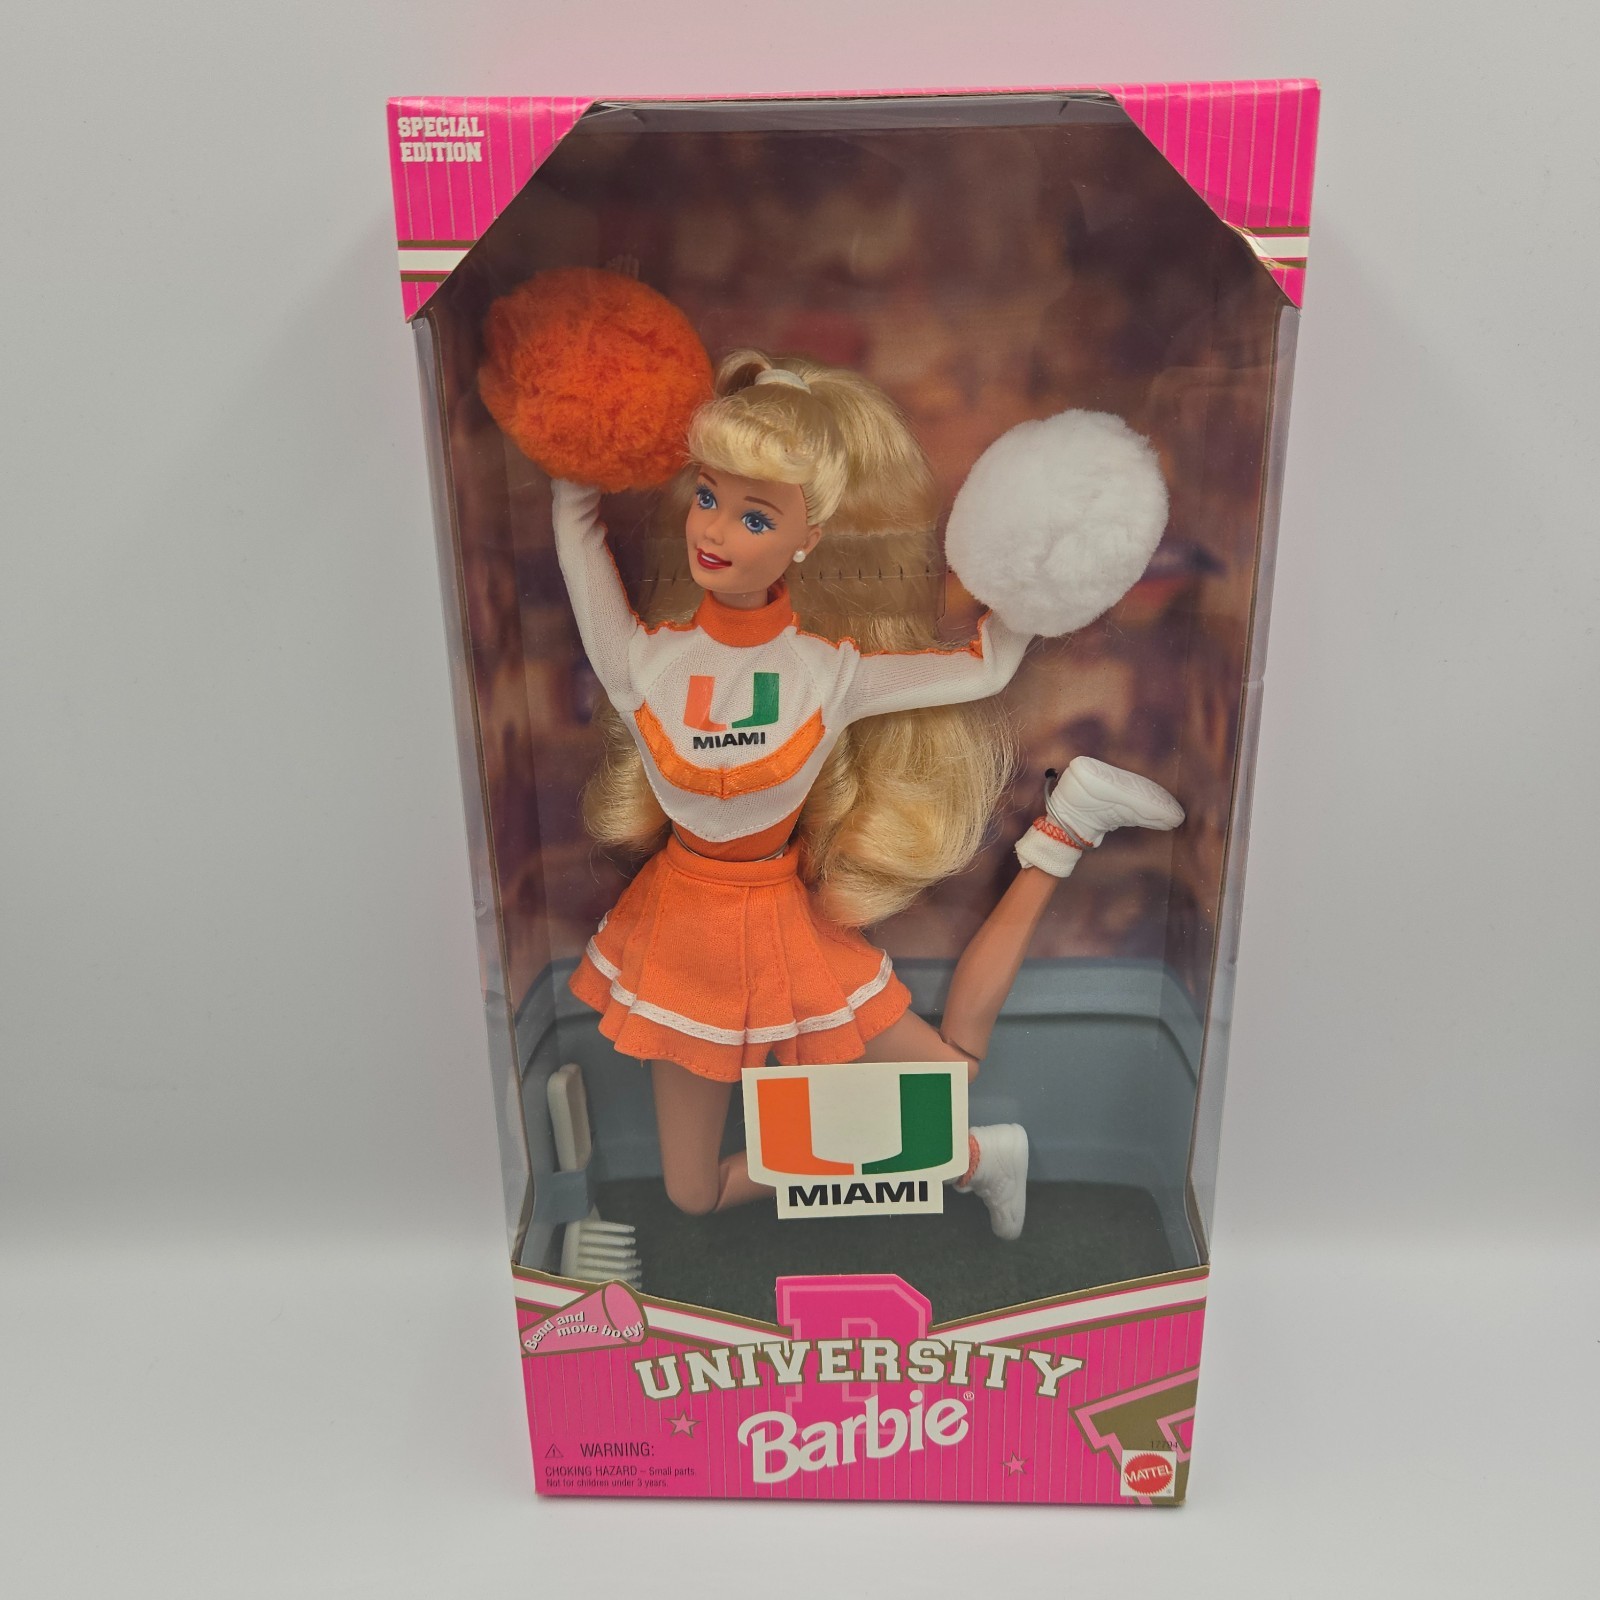 SPECIAL
EDITION
U
MIAMI
U
MIAMI
Bend and
move body!
B
UNIVERSITY
Barbie®
WARNING:
CHOKING HAZARD – Small parts.
Not for children under 3 years.
17794
MATTEL